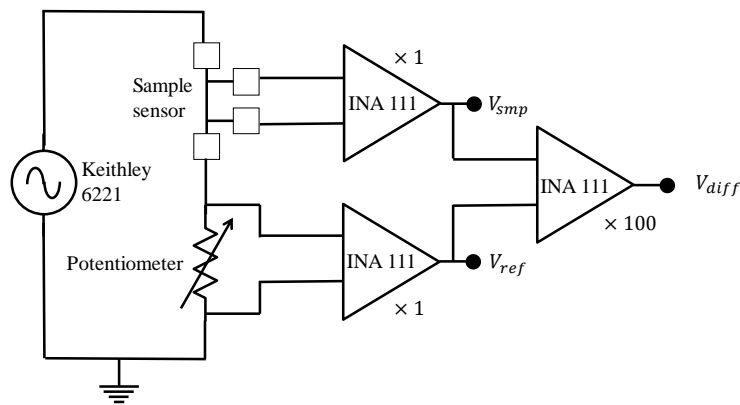 × 1
Sample
sensor
INA 111
V_smp
Keithley
6221
INA 111
V_diff
× 100
Potentiometer
INA 111
V_ref
× 1